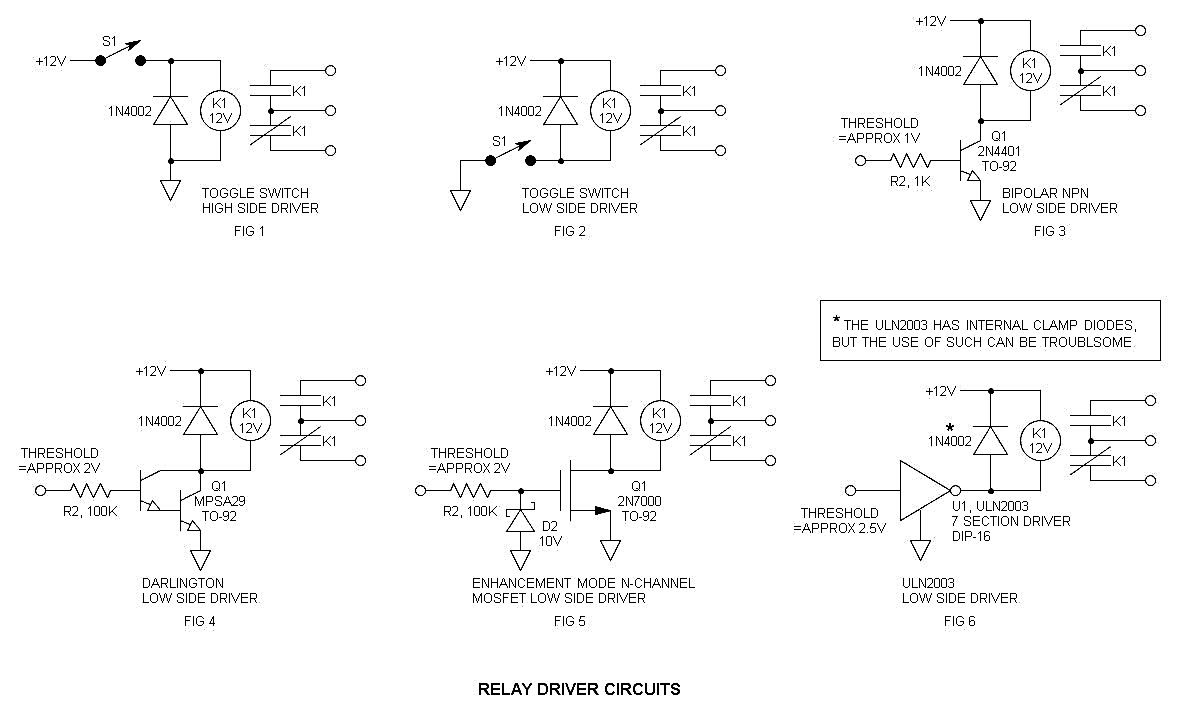 S1
+12V
1N4002
K1
12V
K1
K1
TOGGLE SWITCH
HIGH SIDE DRIVER
FIG 1
+12V
1N4002
S1
K1
12V
K1
K1
TOGGLE SWITCH
LOW SIDE DRIVER
FIG 2
+12V
1N4002
K1
12V
K1
K1
THRESHOLD
=APPROX 1V
R2, 1K
Q1
2N4401
TO-92
BIPOLAR NPN
LOW SIDE DRIVER
FIG 3
+12V
1N4002
K1
12V
K1
K1
THRESHOLD
=APPROX 2V
R2, 100K
Q1
MPSA29
TO-92
DARLINGTON
LOW SIDE DRIVER
FIG 4
+12V
1N4002
K1
12V
K1
K1
THRESHOLD
=APPROX 2V
R2, 100K
D2
10V
Q1
2N7000
TO-92
ENHANCEMENT MODE N-CHANNEL
MOSFET LOW SIDE DRIVER
FIG 5
* THE ULN2003 HAS INTERNAL CLAMP DIODES,
BUT THE USE OF SUCH CAN BE TROUBLSOME.
+12V
*
1N4002
K1
12V
K1
K1
THRESHOLD
=APPROX 2.5V
U1, ULN2003
7 SECTION DRIVER
DIP-16
ULN2003
LOW SIDE DRIVER
FIG 6
RELAY DRIVER CIRCUITS